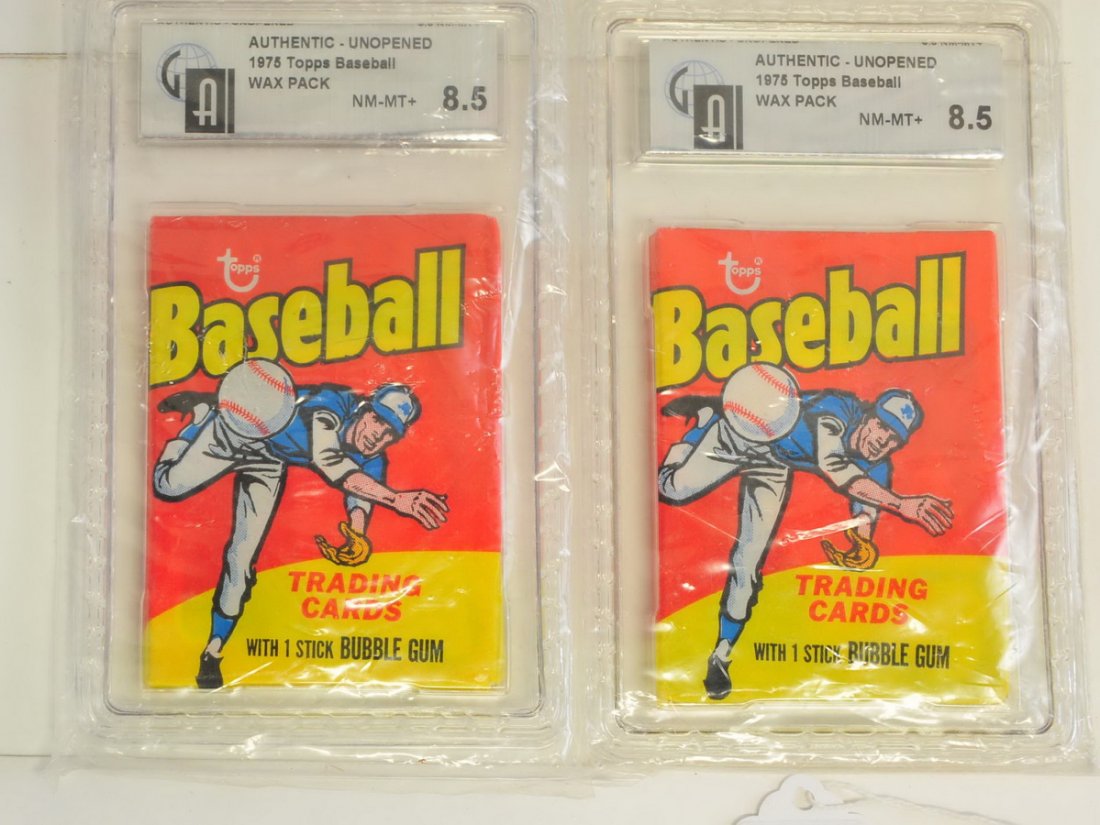 AUTHENTIC - UNOPENED
1975 Topps Baseball
WAX PACK
NM-MT+ 8.5
GA
topps®
Baseball
TRADING
CARDS
WITH 1 STICK BUBBLE GUM
AUTHENTIC - UNOPENED
1975 Topps Baseball
WAX PACK
NM-MT+ 8.5
GA
topps®
Baseball
TRADING
CARDS
WITH 1 STICK BUBBLE GUM